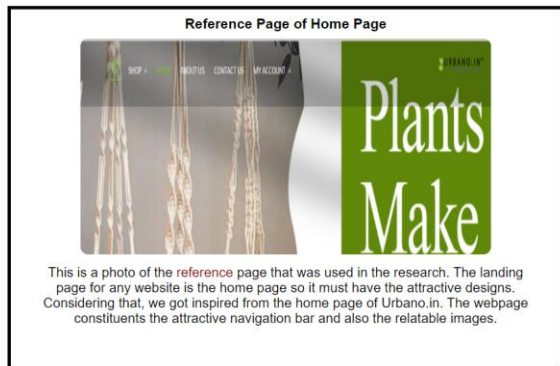 Reference Page of Home Page
SHOP ABOUT US CONTACT US MY ACCOUNT URBANO.IN
Plants
Make
This is a photo of the reference page that was used in the research. The landing
page for any website is the home page so it must have the attractive designs.
Considering that, we got inspired from the home page of Urbano.in. The webpage
constituents the attractive navigation bar and also the relatable images.